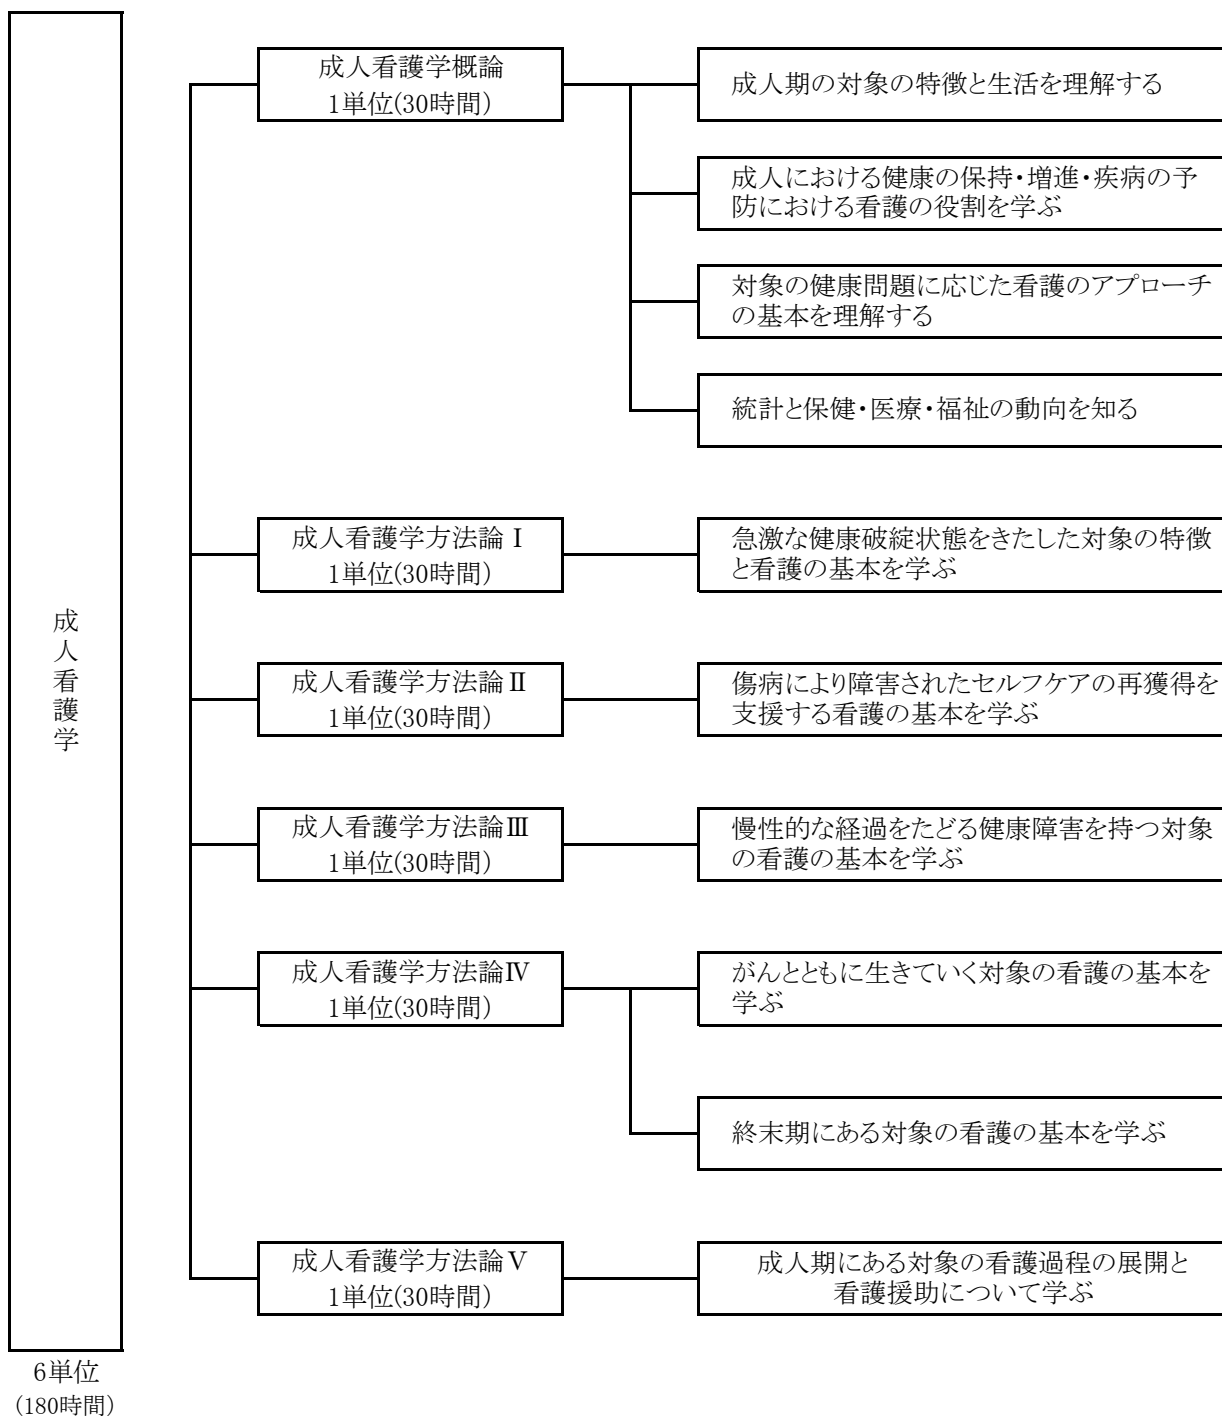 成人看護学
6単位
(180時間)
成人看護学概論
1単位(30時間)
成人期の対象の特徴と生活を理解する
成人における健康の保持・増進・疾病の予
防における看護の役割を学ぶ
対象の健康問題に応じた看護のアプローチ
の基本を理解する
統計と保健・医療・福祉の動向を知る
成人看護学方法論Ⅰ
1単位(30時間)
急激な健康破綻状態をきたした対象の特徴
と看護の基本を学ぶ
成人看護学方法論Ⅱ
1単位(30時間)
傷病により障害されたセルフケアの再獲得を
支援する看護の基本を学ぶ
成人看護学方法論Ⅲ
1単位(30時間)
慢性的な経過をたどる健康障害を持つ対象
の看護の基本を学ぶ
成人看護学方法論Ⅳ
1単位(30時間)
がんとともに生きていく対象の看護の基本を
学ぶ
終末期にある対象の看護の基本を学ぶ
成人看護学方法論Ⅴ
1単位(30時間)
成人期にある対象の看護過程の展開と
看護援助について学ぶ